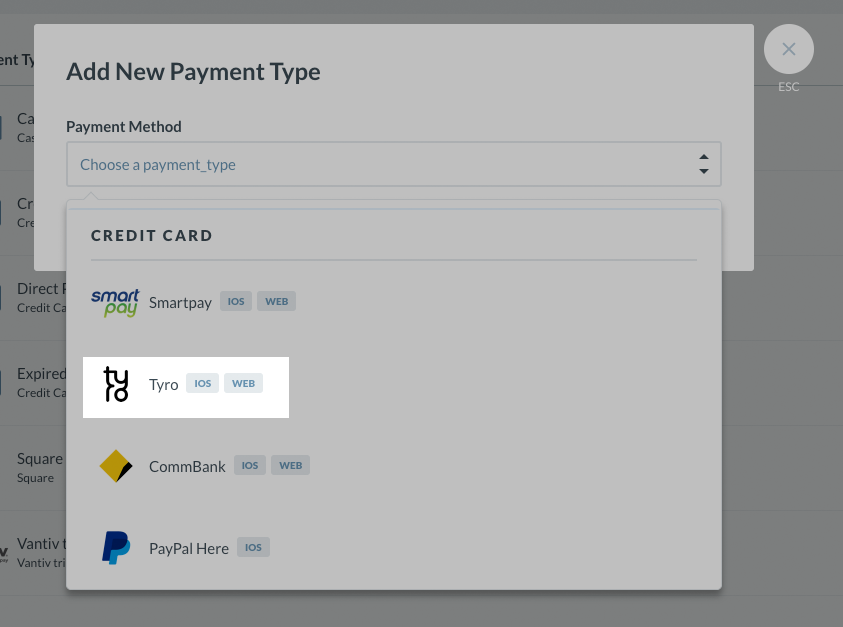 ent Ty
Add New Payment Type
ESC
Payment Method
Choose a payment_type
Ca
Cas
Cr
Cre
CREDIT CARD
Direct P
Credit Ca
smart
pay
Smartpay IOS WEB
Expired
Credit Ca
tyro
Tyro IOS WEB
Square
Square
CommBank IOS WEB
Vantiv t
Vantiv tri
PayPal Here IOS